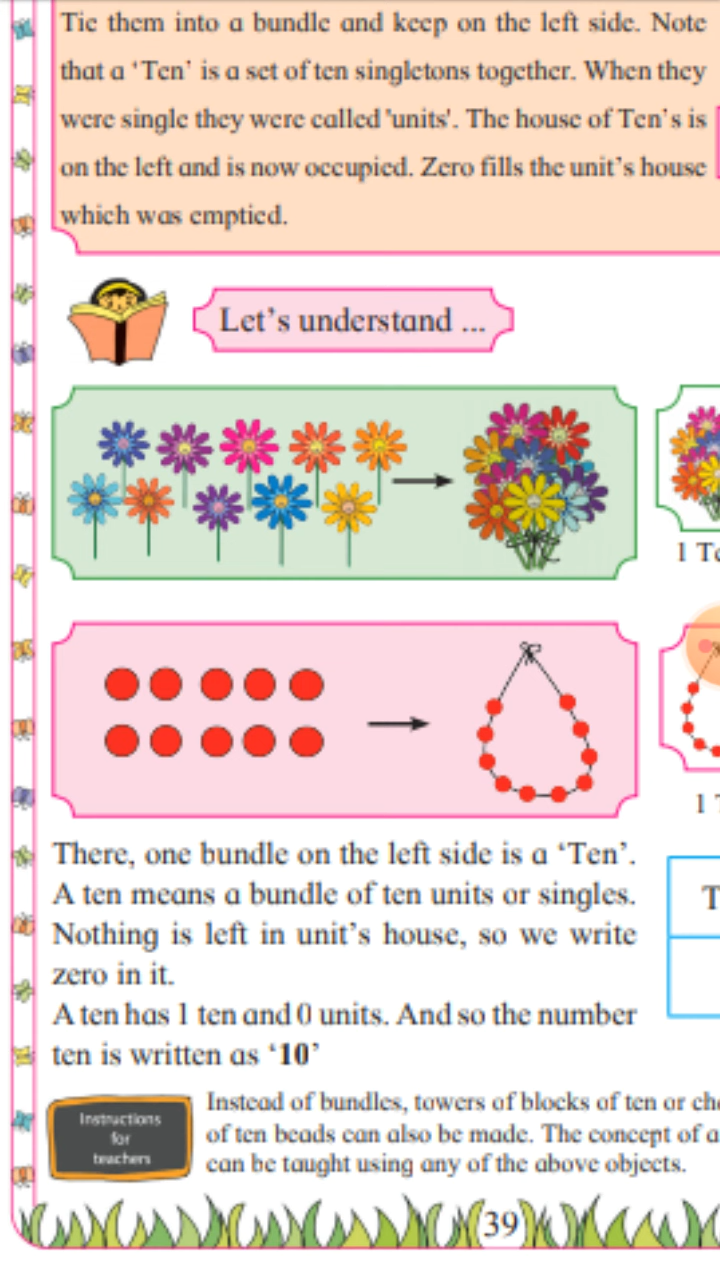 Tie them into a bundle and keep on the left side. Note
that a ‘Ten’ is a set of ten singletons together. When they
were single they were called 'units'. The house of Ten’s is
on the left and is now occupied. Zero fills the unit’s house
which was emptied.
Let’s understand ...
1 T
1
There, one bundle on the left side is a ‘Ten’.
A ten means a bundle of ten units or singles.
Nothing is left in unit’s house, so we write
zero in it.
T
A ten has 1 ten and 0 units. And so the number
ten is written as ‘10’
Instructions
for
teachers
Instead of bundles, towers of blocks of ten or
of ten beads can also be made. The concept of a
can be taught using any of the above objects.
39